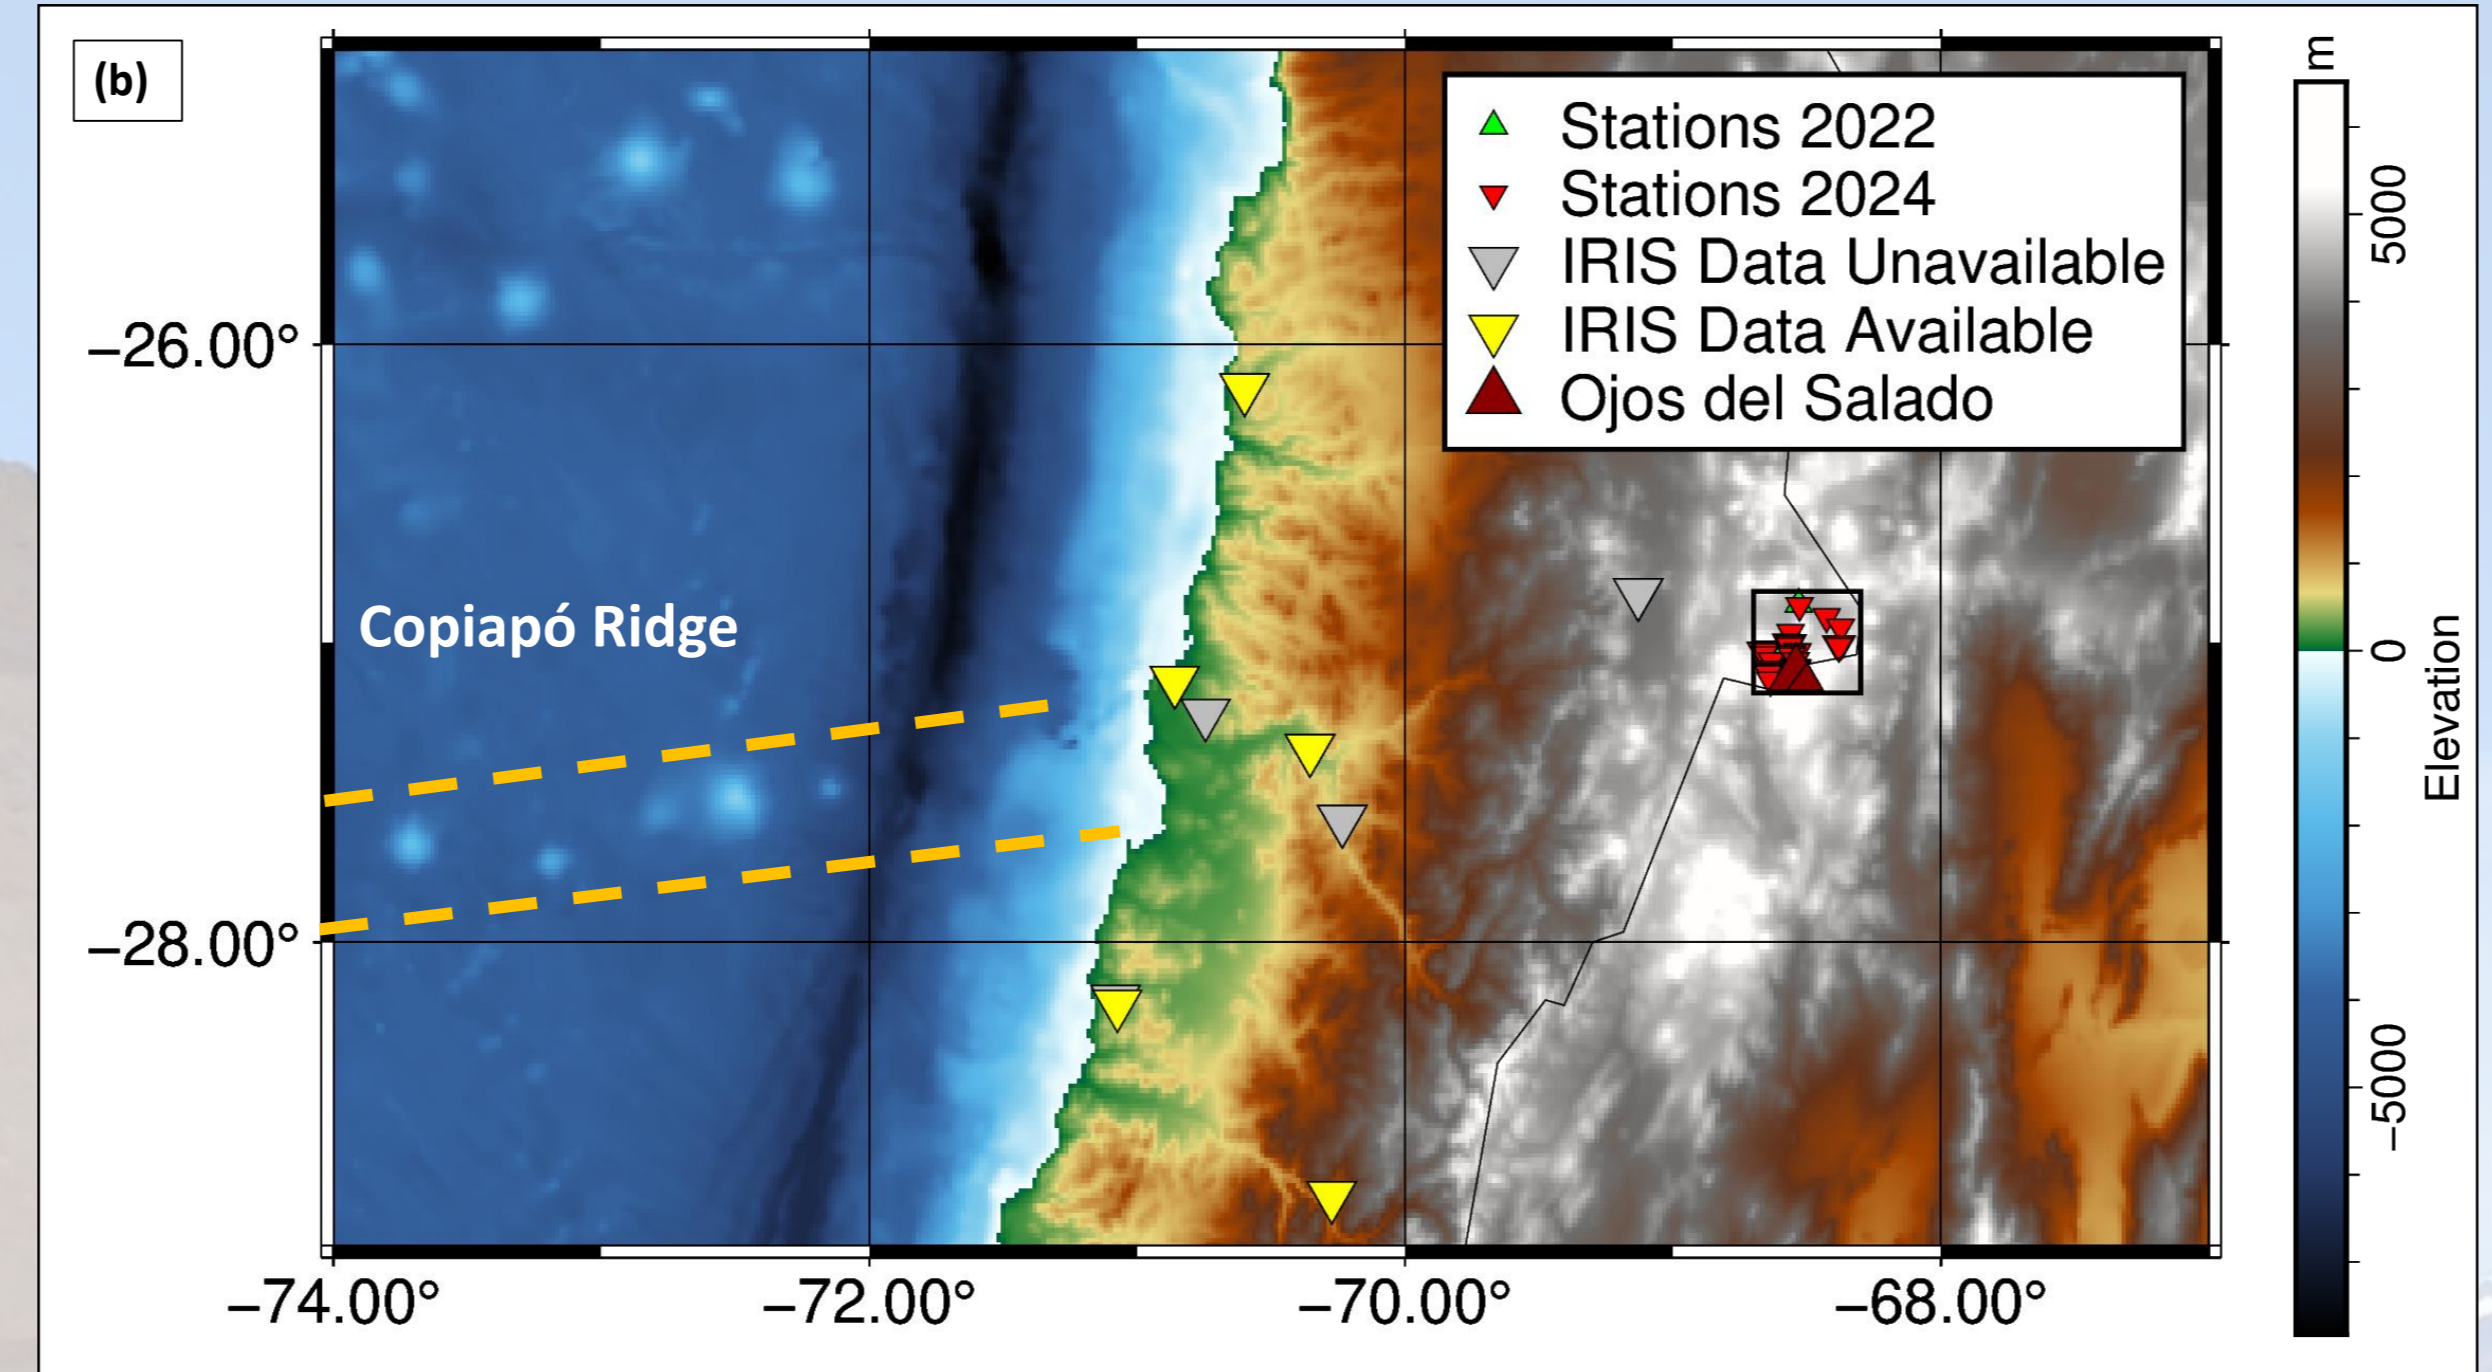 (b)
Stations 2022
Stations 2024
IRIS Data Unavailable
IRIS Data Available
Ojos del Salado
Copiapó Ridge
−26.00°
−28.00°
−74.00°
−72.00°
−70.00°
−68.00°
m
5000
0
−5000
Elevation